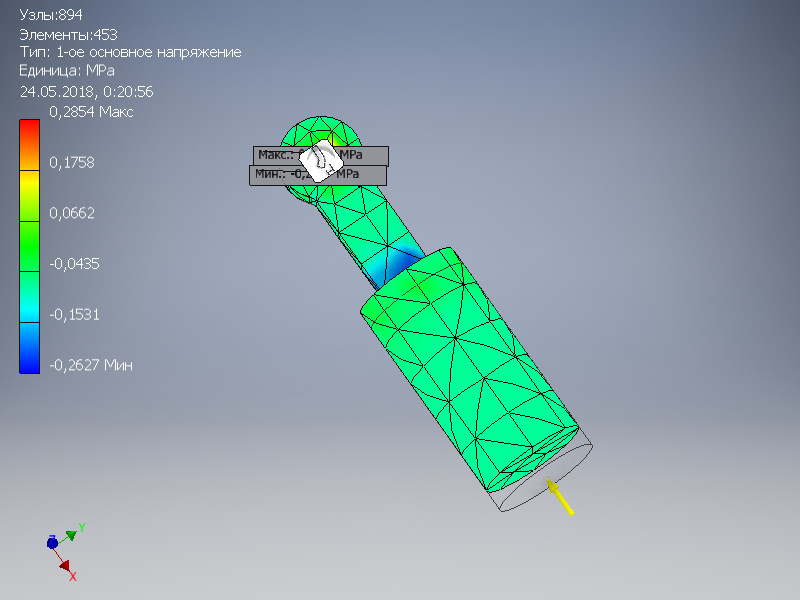 Узлы:894
Элементы:453
Тип: 1-ое основное напряжение
Единица: MPa
24.05.2018, 0:20:56
0,2854 Макс
0,1758
0,0662
-0,0435
-0,1531
-0,2627 Мин
Макс.: MPa
Мин.: MPa
Z
Y
X